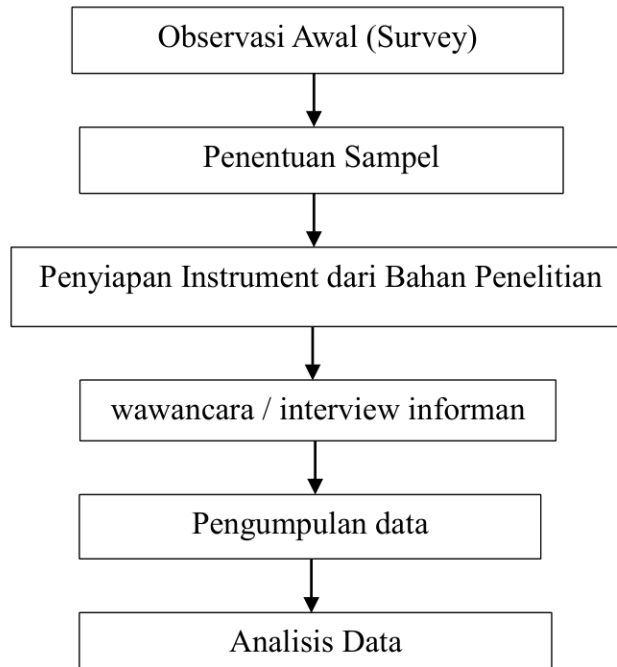 Observasi Awal (Survey)
Penentuan Sampel
Penyiapan Instrument dari Bahan Penelitian
wawancara / interview informan
Pengumpulan data
Analisis Data